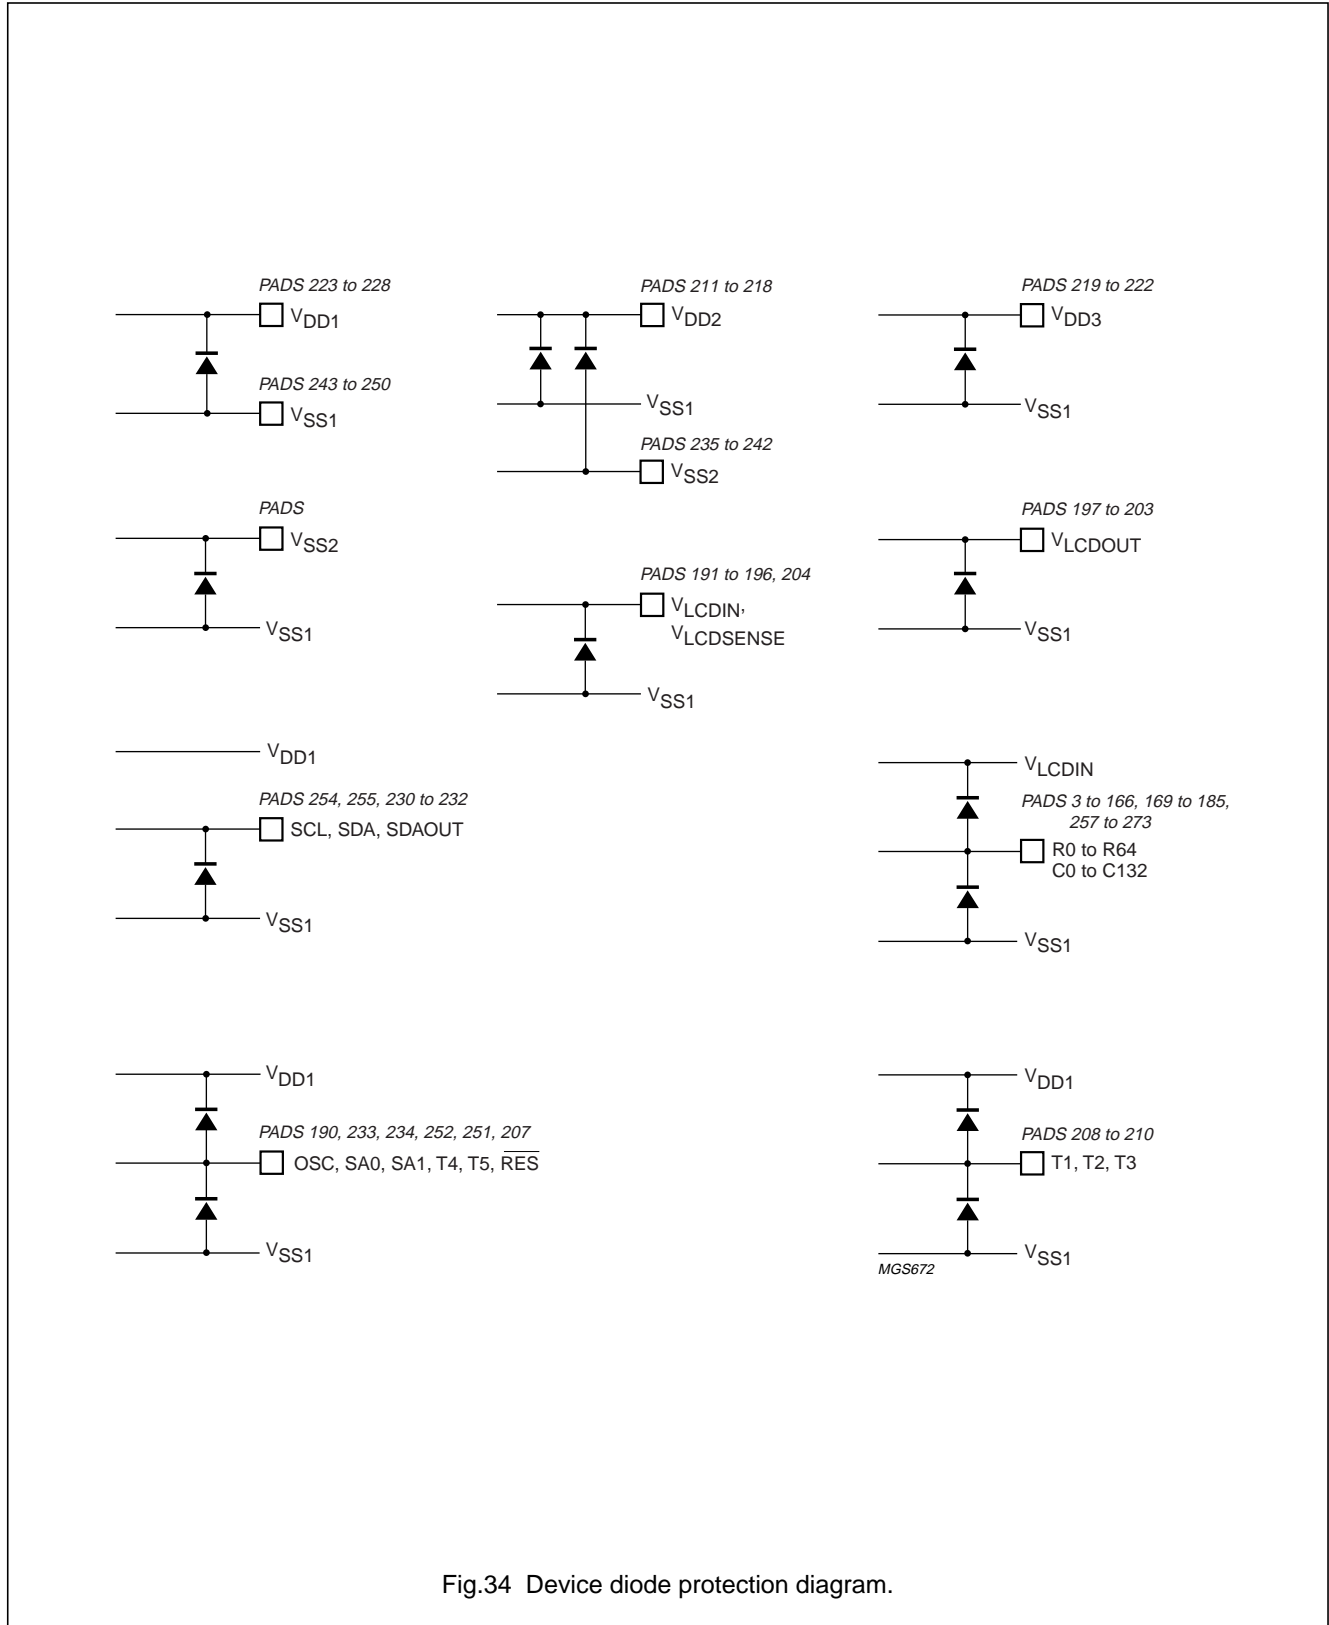 PADS 223 to 228
VDD1
PADS 243 to 250
VSS1
PADS 211 to 218
VDD2
VSS1
PADS 235 to 242
VSS2
PADS 219 to 222
VDD3
VSS1
PADS
VSS2
VSS1
PADS 191 to 196, 204
VLCDIN,
VLCDSENSE
VSS1
PADS 197 to 203
VLCDOUT
VSS1
VDD1
PADS 254, 255, 230 to 232
SCL, SDA, SDAOUT
VSS1
VLCDIN
PADS 3 to 166, 169 to 185,
257 to 273
R0 to R64
C0 to C132
VSS1
VDD1
PADS 190, 233, 234, 252, 251, 207
OSC, SA0, SA1, T4, T5, R̅E̅S̅
VSS1
VDD1
PADS 208 to 210
T1, T2, T3
VSS1
MGS672
Fig.34 Device diode protection diagram.